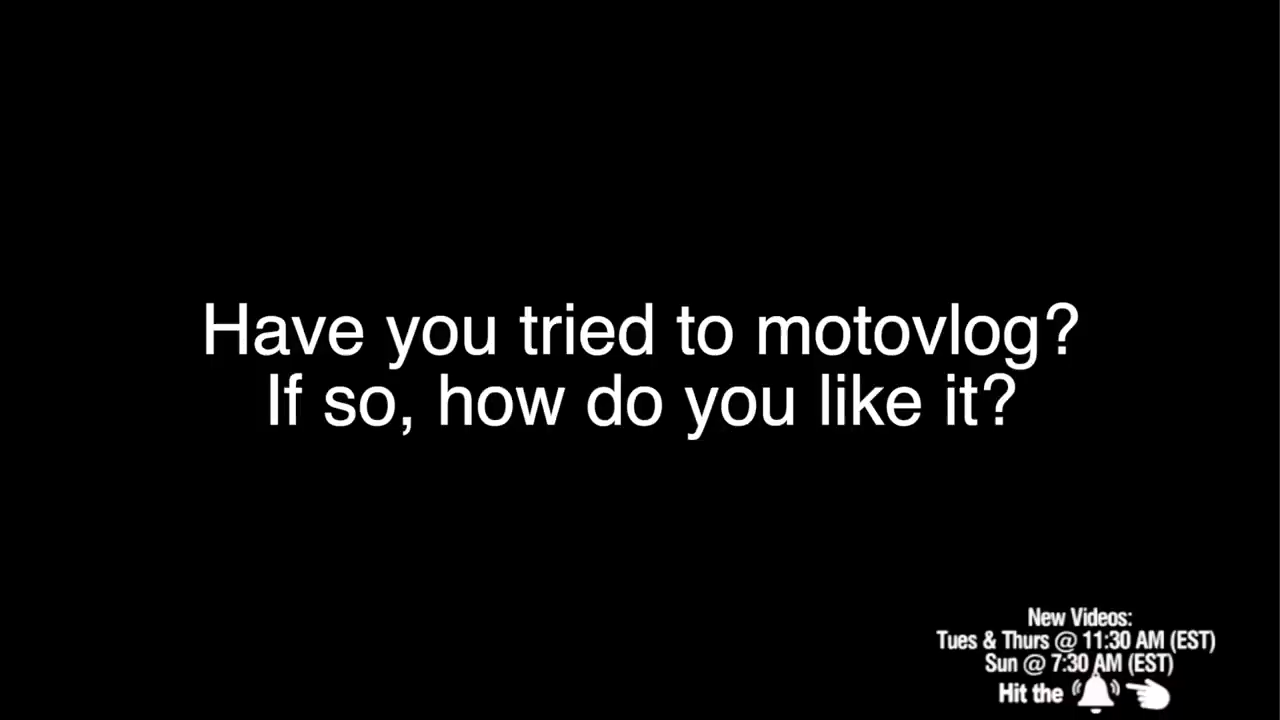 Have you tried to motovlog?
If so, how do you like it?
New Videos:
Tues & Thurs @ 11:30 AM (EST)
Sun @ 7:30 AM (EST)
Hit the